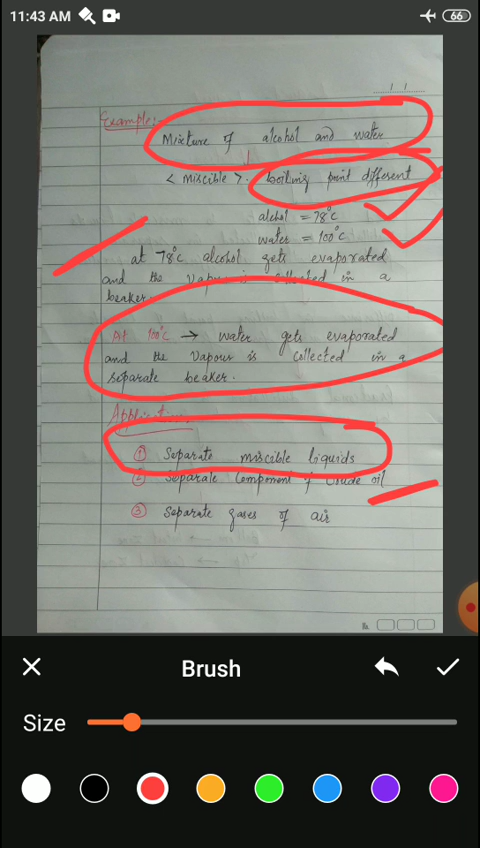 11:43 AM
66
Example:-
Mixture of alcohol and water
< Miscible >. boiling point different
alchol = 78°c
water = 100°c
at 78°c alcohol gets evaporated
and the vapour is collected in a
beaker.
At 100°c → water gets evaporated
and the vapour is collected in a
separate beaker.
Application
① Separate miscible liquids
② Separate Component of Crude oil
③ Separate gases of air
Brush
Size